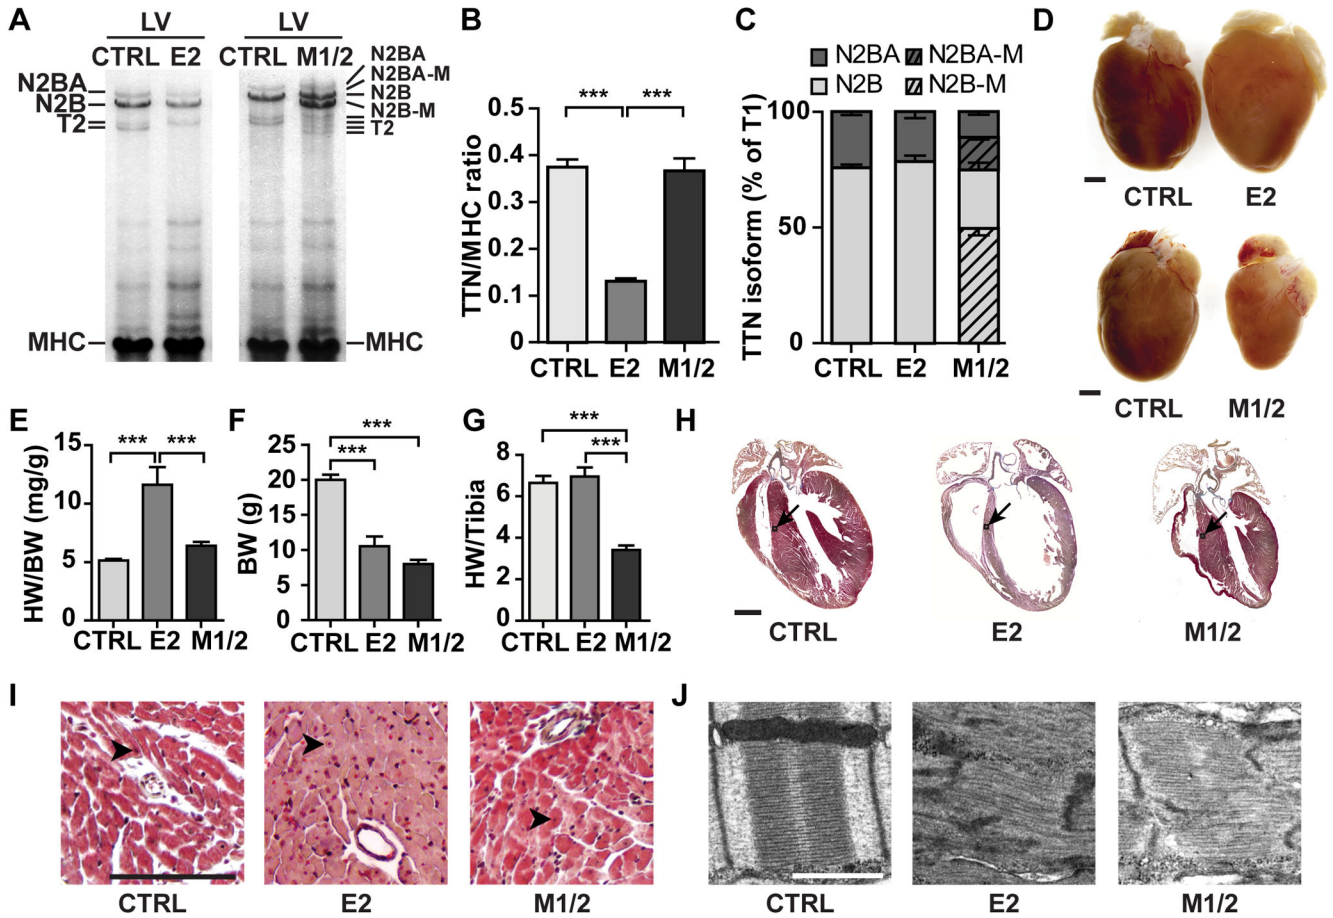 A
LV
LV
CTRL E2
CTRL M1/2
N2BA
N2B
T2
MHC
N2BA
N2BA-M
N2B
N2B-M
T2
MHC
B
TTN/MHC ratio
0.5
0.4
0.3
0.2
0.1
0
***
***
CTRL E2 M1/2
C
N2BA
N2BA-M
N2B
N2B-M
TTN isoform (% of T1)
100
50
0
CTRL E2 M1/2
D
CTRL
E2
CTRL
M1/2
E
HW/BW (mg/g)
15
10
5
0
***
***
CTRL E2 M1/2
F
BW (g)
25
20
15
10
5
0
***
***
CTRL E2 M1/2
G
HW/Tibia
8
6
4
2
0
***
***
CTRL E2 M1/2
H
CTRL
E2
M1/2
I
CTRL
E2
M1/2
J
CTRL
E2
M1/2